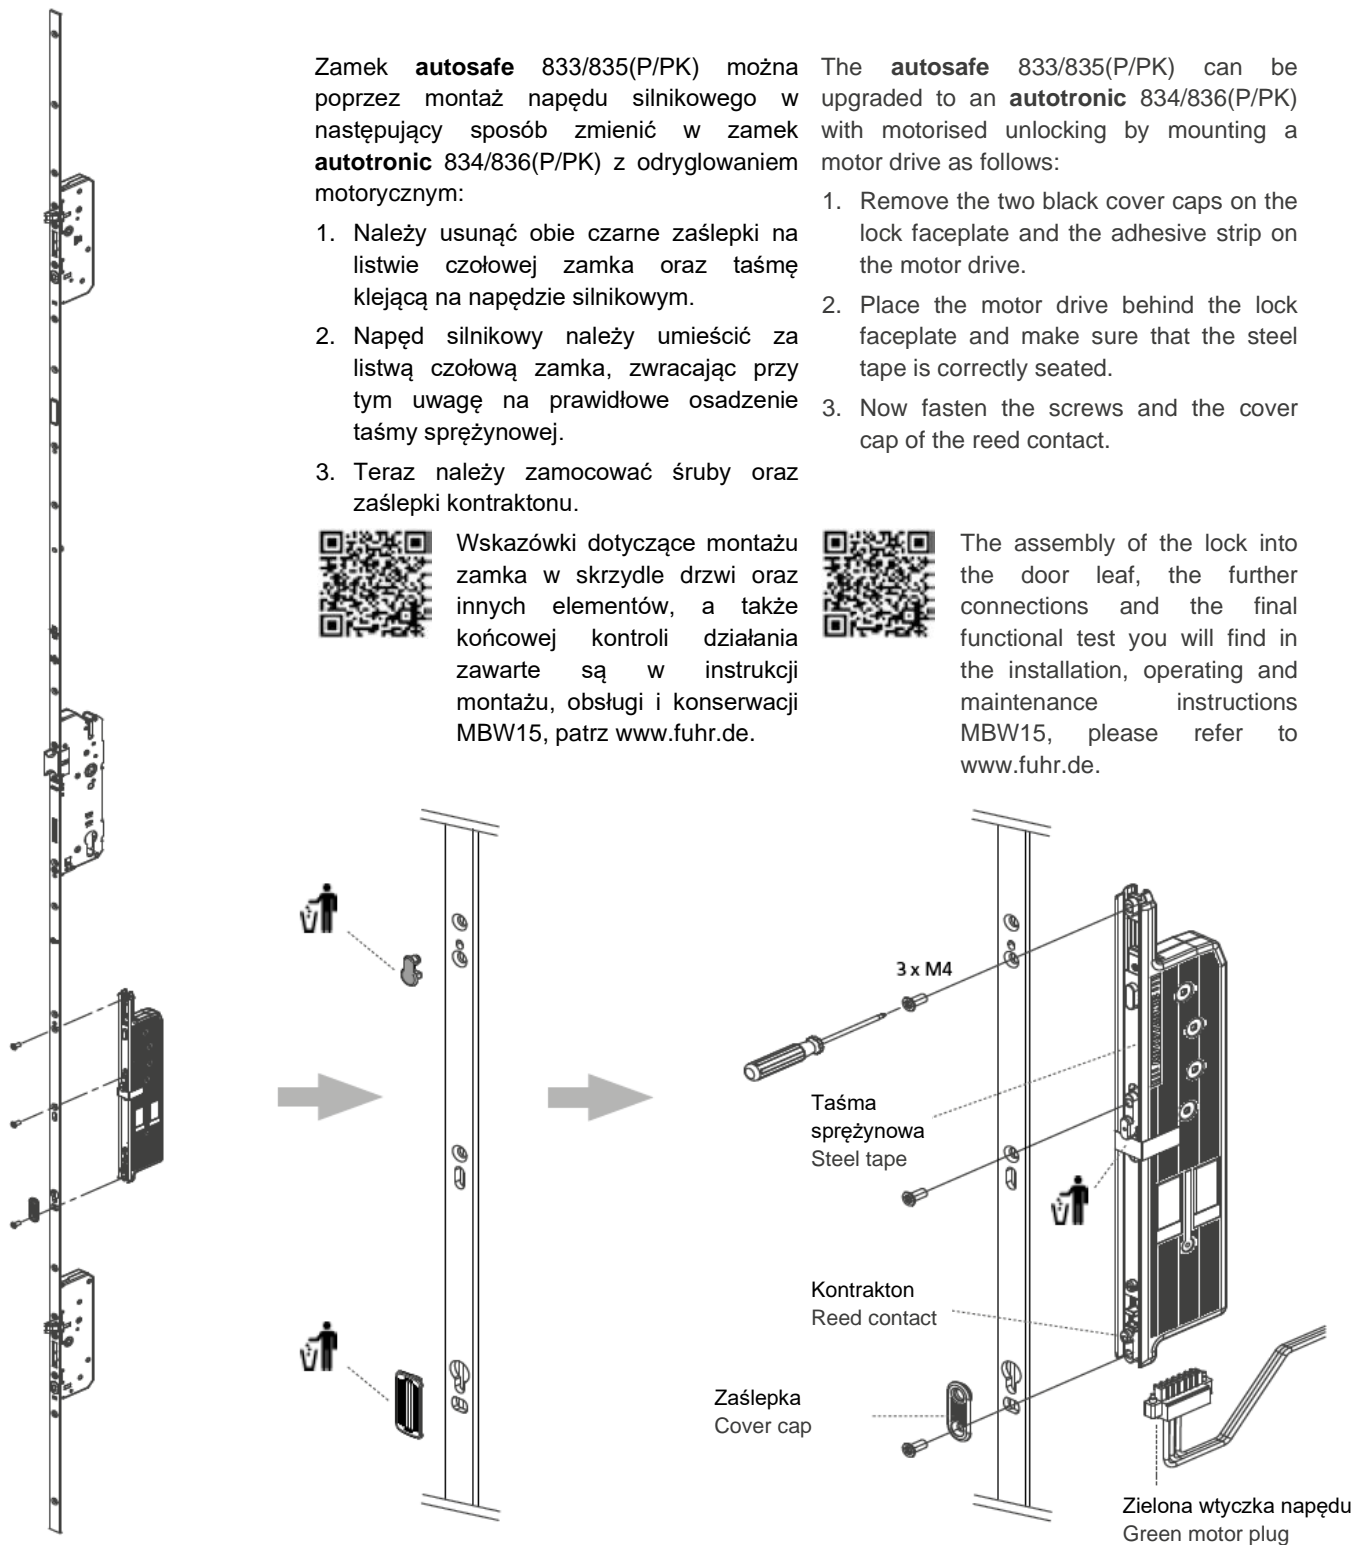 Zamek autosafe 833/835(P/PK) można
poprzez montaż napędu silnikowego w
następujący sposób zmienić w zamek
autotronic 834/836(P/PK) z odryglowaniem
motorycznym:
1. Należy usunąć obie czarne zaślepki na
listwie czołowej zamka oraz taśmę
klejącą na napędzie silnikowym.
2. Napęd silnikowy należy umieścić za
listwą czołową zamka, zwracając przy
tym uwagę na prawidłowe osadzenie
taśmy sprężynowej.
3. Teraz należy zamocować śruby oraz
zaślepki kontraktonu.
Wskazówki dotyczące montażu
zamka w skrzydle drzwi oraz
innych elementów, a także
końcowej kontroli działania
zawarte są w instrukcji
montażu, obsługi i konserwacji
MBW15, patrz www.fuhr.de.
The autosafe 833/835(P/PK) can be
upgraded to an autotronic 834/836(P/PK)
with motorised unlocking by mounting a
motor drive as follows:
1. Remove the two black cover caps on the
lock faceplate and the adhesive strip on
the motor drive.
2. Place the motor drive behind the lock
faceplate and make sure that the steel
tape is correctly seated.
3. Now fasten the screws and the cover
cap of the reed contact.
The assembly of the lock into
the door leaf, the further
connections and the final
functional test you will find in
the installation, operating and
maintenance instructions
MBW15, please refer to
www.fuhr.de.
3 x M4
Taśma
sprężynowa
Steel tape
Kontrakton
Reed contact
Zaślepka
Cover cap
Zielona wtyczka napędu
Green motor plug